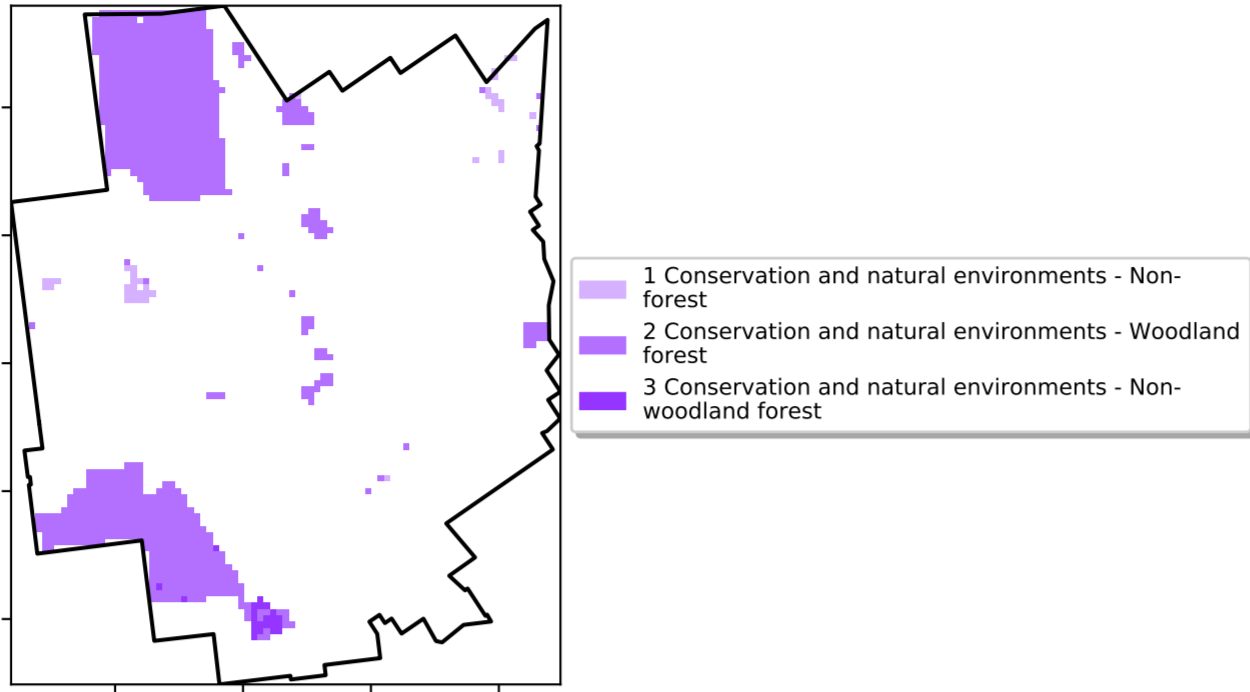 1 Conservation and natural environments - Non-
forest
2 Conservation and natural environments - Woodland
forest
3 Conservation and natural environments - Non-
woodland forest